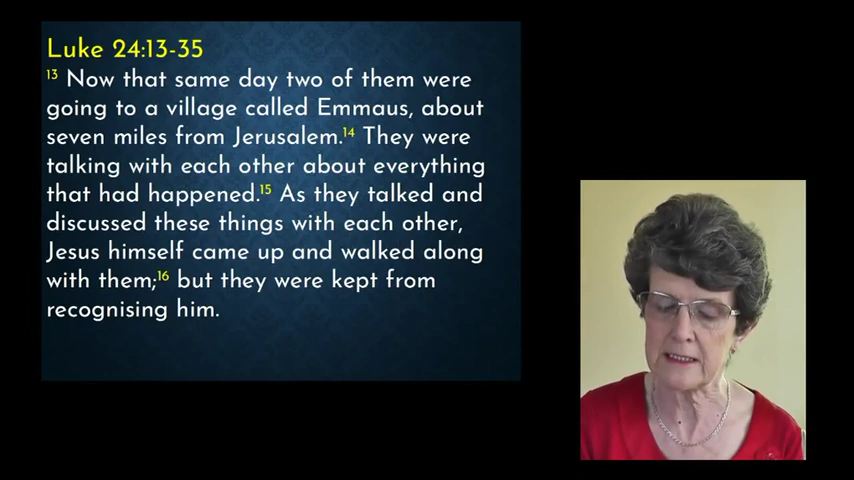 Luke 24:13-35
13 Now that same day two of them were
going to a village called Emmaus, about
seven miles from Jerusalem.14 They were
talking with each other about everything
that had happened.15 As they talked and
discussed these things with each other,
Jesus himself came up and walked along
with them;16 but they were kept from
recognising him.